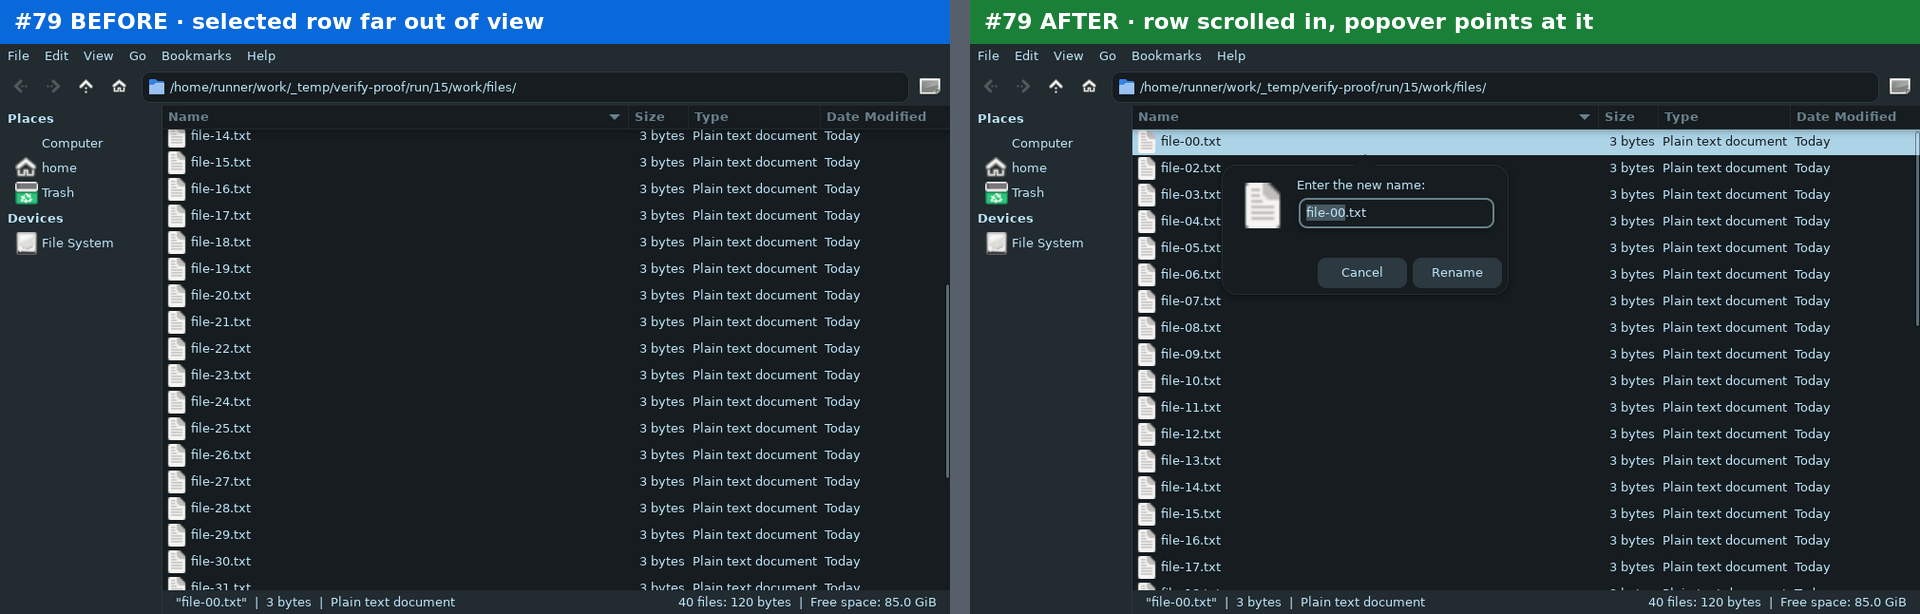 #79 BEFORE · selected row far out of view
File Edit View Go Bookmarks Help
/home/runner/work/_temp/verify-proof/run/15/work/files/
Places
Computer
home
Trash
Devices
File System
Name Size Type Date Modified
file-14.txt 3 bytes Plain text document Today
file-15.txt 3 bytes Plain text document Today
file-16.txt 3 bytes Plain text document Today
file-17.txt 3 bytes Plain text document Today
file-18.txt 3 bytes Plain text document Today
file-19.txt 3 bytes Plain text document Today
file-20.txt 3 bytes Plain text document Today
file-21.txt 3 bytes Plain text document Today
file-22.txt 3 bytes Plain text document Today
file-23.txt 3 bytes Plain text document Today
file-24.txt 3 bytes Plain text document Today
file-25.txt 3 bytes Plain text document Today
file-26.txt 3 bytes Plain text document Today
file-27.txt 3 bytes Plain text document Today
file-28.txt 3 bytes Plain text document Today
file-29.txt 3 bytes Plain text document Today
file-30.txt 3 bytes Plain text document Today
file-31.txt 3 bytes Plain text document Today
"file-00.txt" | 3 bytes | Plain text document 40 files: 120 bytes | Free space: 85.0 GiB
#79 AFTER · row scrolled in, popover points at it
File Edit View Go Bookmarks Help
/home/runner/work/_temp/verify-proof/run/15/work/files/
Places
Computer
home
Trash
Devices
File System
Name Size Type Date Modified
file-00.txt 3 bytes Plain text document Today
file-02.txt 3 bytes Plain text document Today
file-03.txt 3 bytes Plain text document Today
file-04.txt 3 bytes Plain text document Today
file-05.txt 3 bytes Plain text document Today
file-06.txt 3 bytes Plain text document Today
file-07.txt 3 bytes Plain text document Today
file-08.txt 3 bytes Plain text document Today
file-09.txt 3 bytes Plain text document Today
file-10.txt 3 bytes Plain text document Today
file-11.txt 3 bytes Plain text document Today
file-12.txt 3 bytes Plain text document Today
file-13.txt 3 bytes Plain text document Today
file-14.txt 3 bytes Plain text document Today
file-15.txt 3 bytes Plain text document Today
file-16.txt 3 bytes Plain text document Today
file-17.txt 3 bytes Plain text document Today
Enter the new name:
file-00.txt
Cancel Rename
"file-00.txt" | 3 bytes | Plain text document 40 files: 120 bytes | Free space: 85.0 GiB